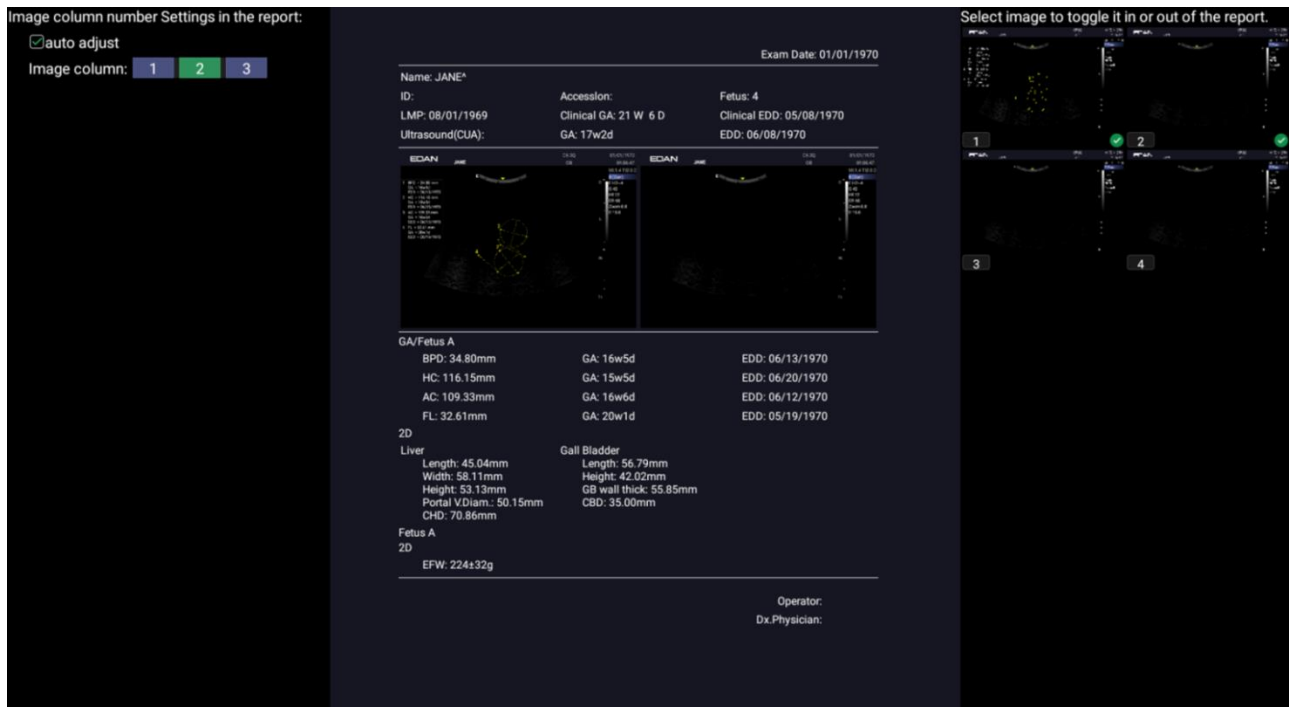 Image column number Settings in the report:
auto adjust
Image column: 1 2 3
Exam Date: 01/01/1970
Name: JANE^
ID: Accession: Fetus: 4
LMP: 08/01/1969 Clinical GA: 21 W 6 D Clinical EDD: 05/08/1970
Ultrasound(CUA): GA: 17w2d EDD: 06/08/1970
EDAN JANE EDAN JANE
GA/Fetus A
BPD: 34.80mm GA: 16w5d EDD: 06/13/1970
HC: 116.15mm GA: 15w5d EDD: 06/20/1970
AC: 109.33mm GA: 16w6d EDD: 06/12/1970
FL: 32.61mm GA: 20w1d EDD: 05/19/1970
2D
Liver Gall Bladder
Length: 45.04mm Length: 56.79mm
Width: 58.11mm Height: 42.02mm
Height: 53.13mm GB wall thick: 55.85mm
Portal V.Diam.: 50.15mm CBD: 35.00mm
CHD: 70.86mm
Fetus A
2D
EFW: 224±32g
Operator:
Dx.Physician:
Select image to toggle it in or out of the report.
1 2
3 4